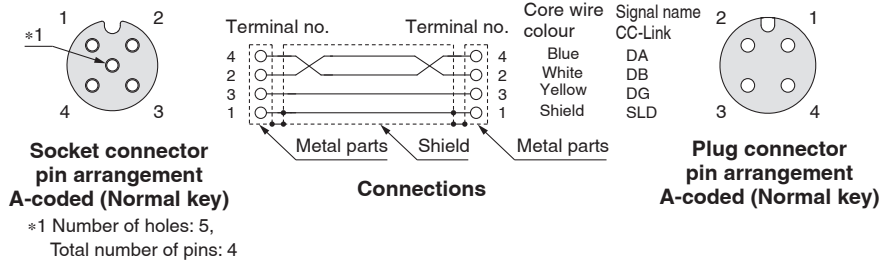 1 2
*1
4 3
Socket connector
pin arrangement
A-coded (Normal key)
*1 Number of holes: 5,
Total number of pins: 4
Terminal no. Terminal no.
4 4
2 2
3 3
1 1
Metal parts Shield Metal parts
Connections
Core wire colour Signal name CC-Link
Blue DA
White DB
Yellow DG
Shield SLD
2 1
3 4
Plug connector
pin arrangement
A-coded (Normal key)